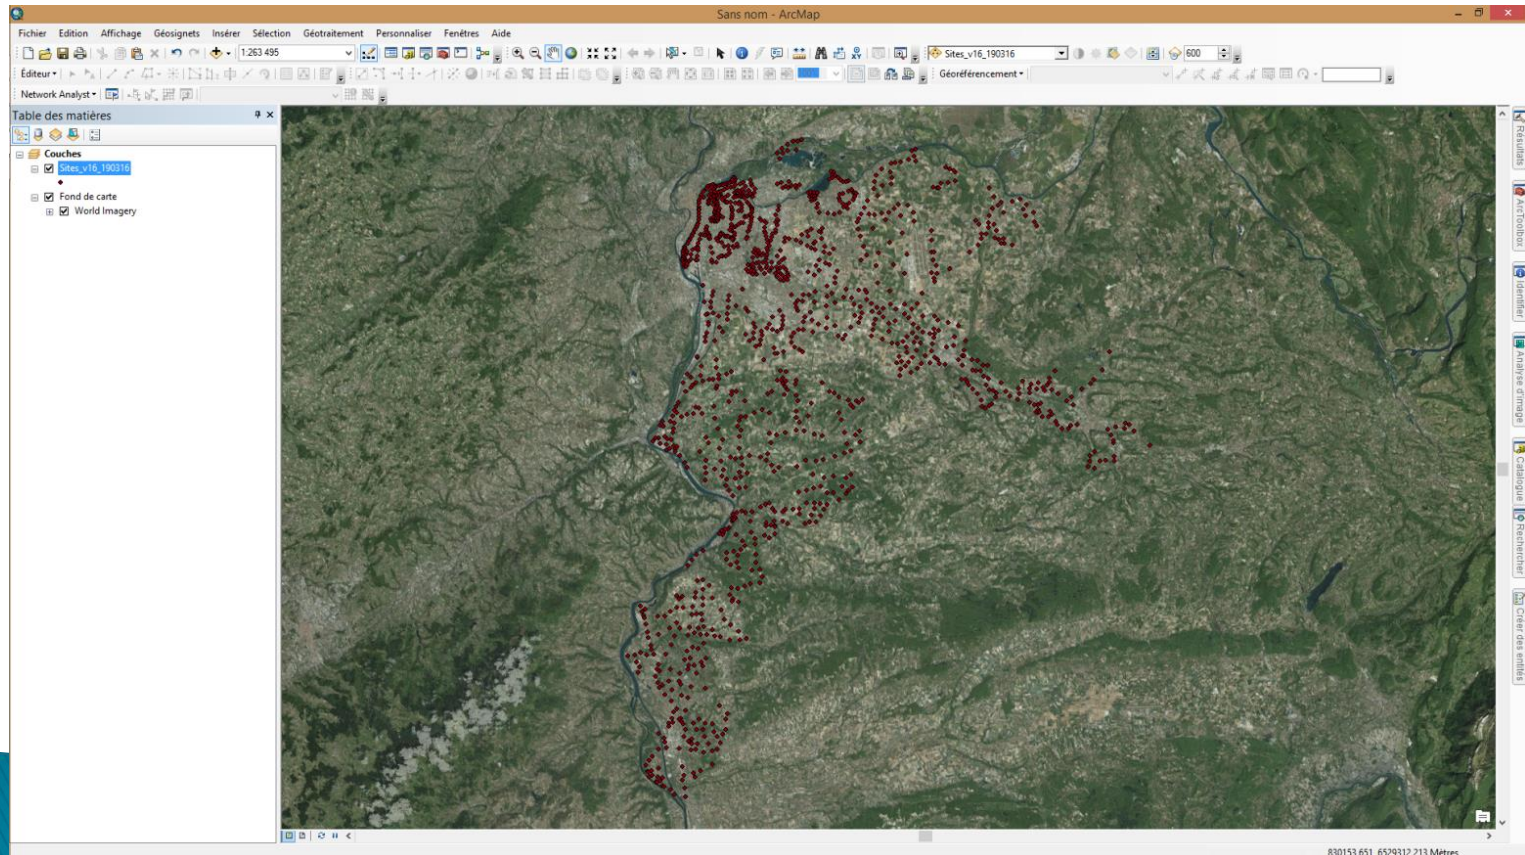 Sans nom - ArcMap
Fichier Edition Affichage Géosignets Insérer Sélection Géotraitement Personnaliser Fenêtres Aide
1:263 495
Sites_v16_190316
600
Éditeur
Géoréférencement
Network Analyst
Table des matières
Couches
Sites_v16_190316
Fond de carte
World Imagery
Résultats
ArcToolbox
Identifier
Analyse d'image
Catalogue
Rechercher
Créer des entités
830153,651 6529312,213 Mètres